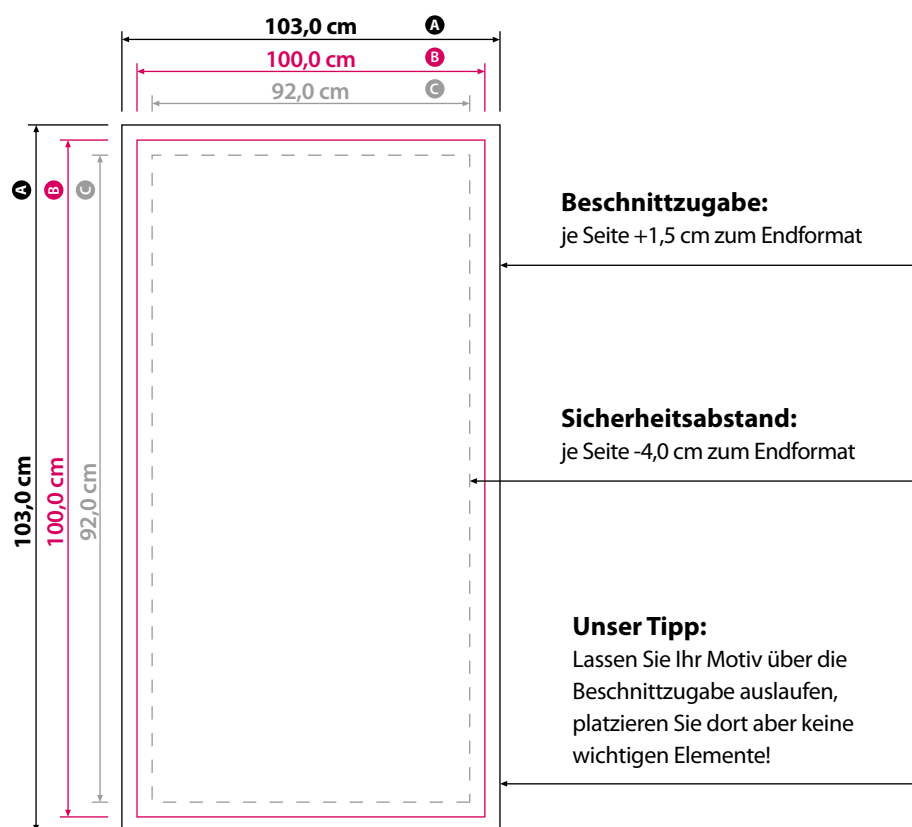 103,0 cm A
100,0 cm B
92,0 cm C
A
B
C
103,0 cm
100,0 cm
92,0 cm
Beschnittzugabe:
je Seite +1,5 cm zum Endformat
Sicherheitsabstand:
je Seite -4,0 cm zum Endformat
Unser Tipp:
Lassen Sie Ihr Motiv über die
Beschnittzugabe auslaufen,
platzieren Sie dort aber keine
wichtigen Elemente!